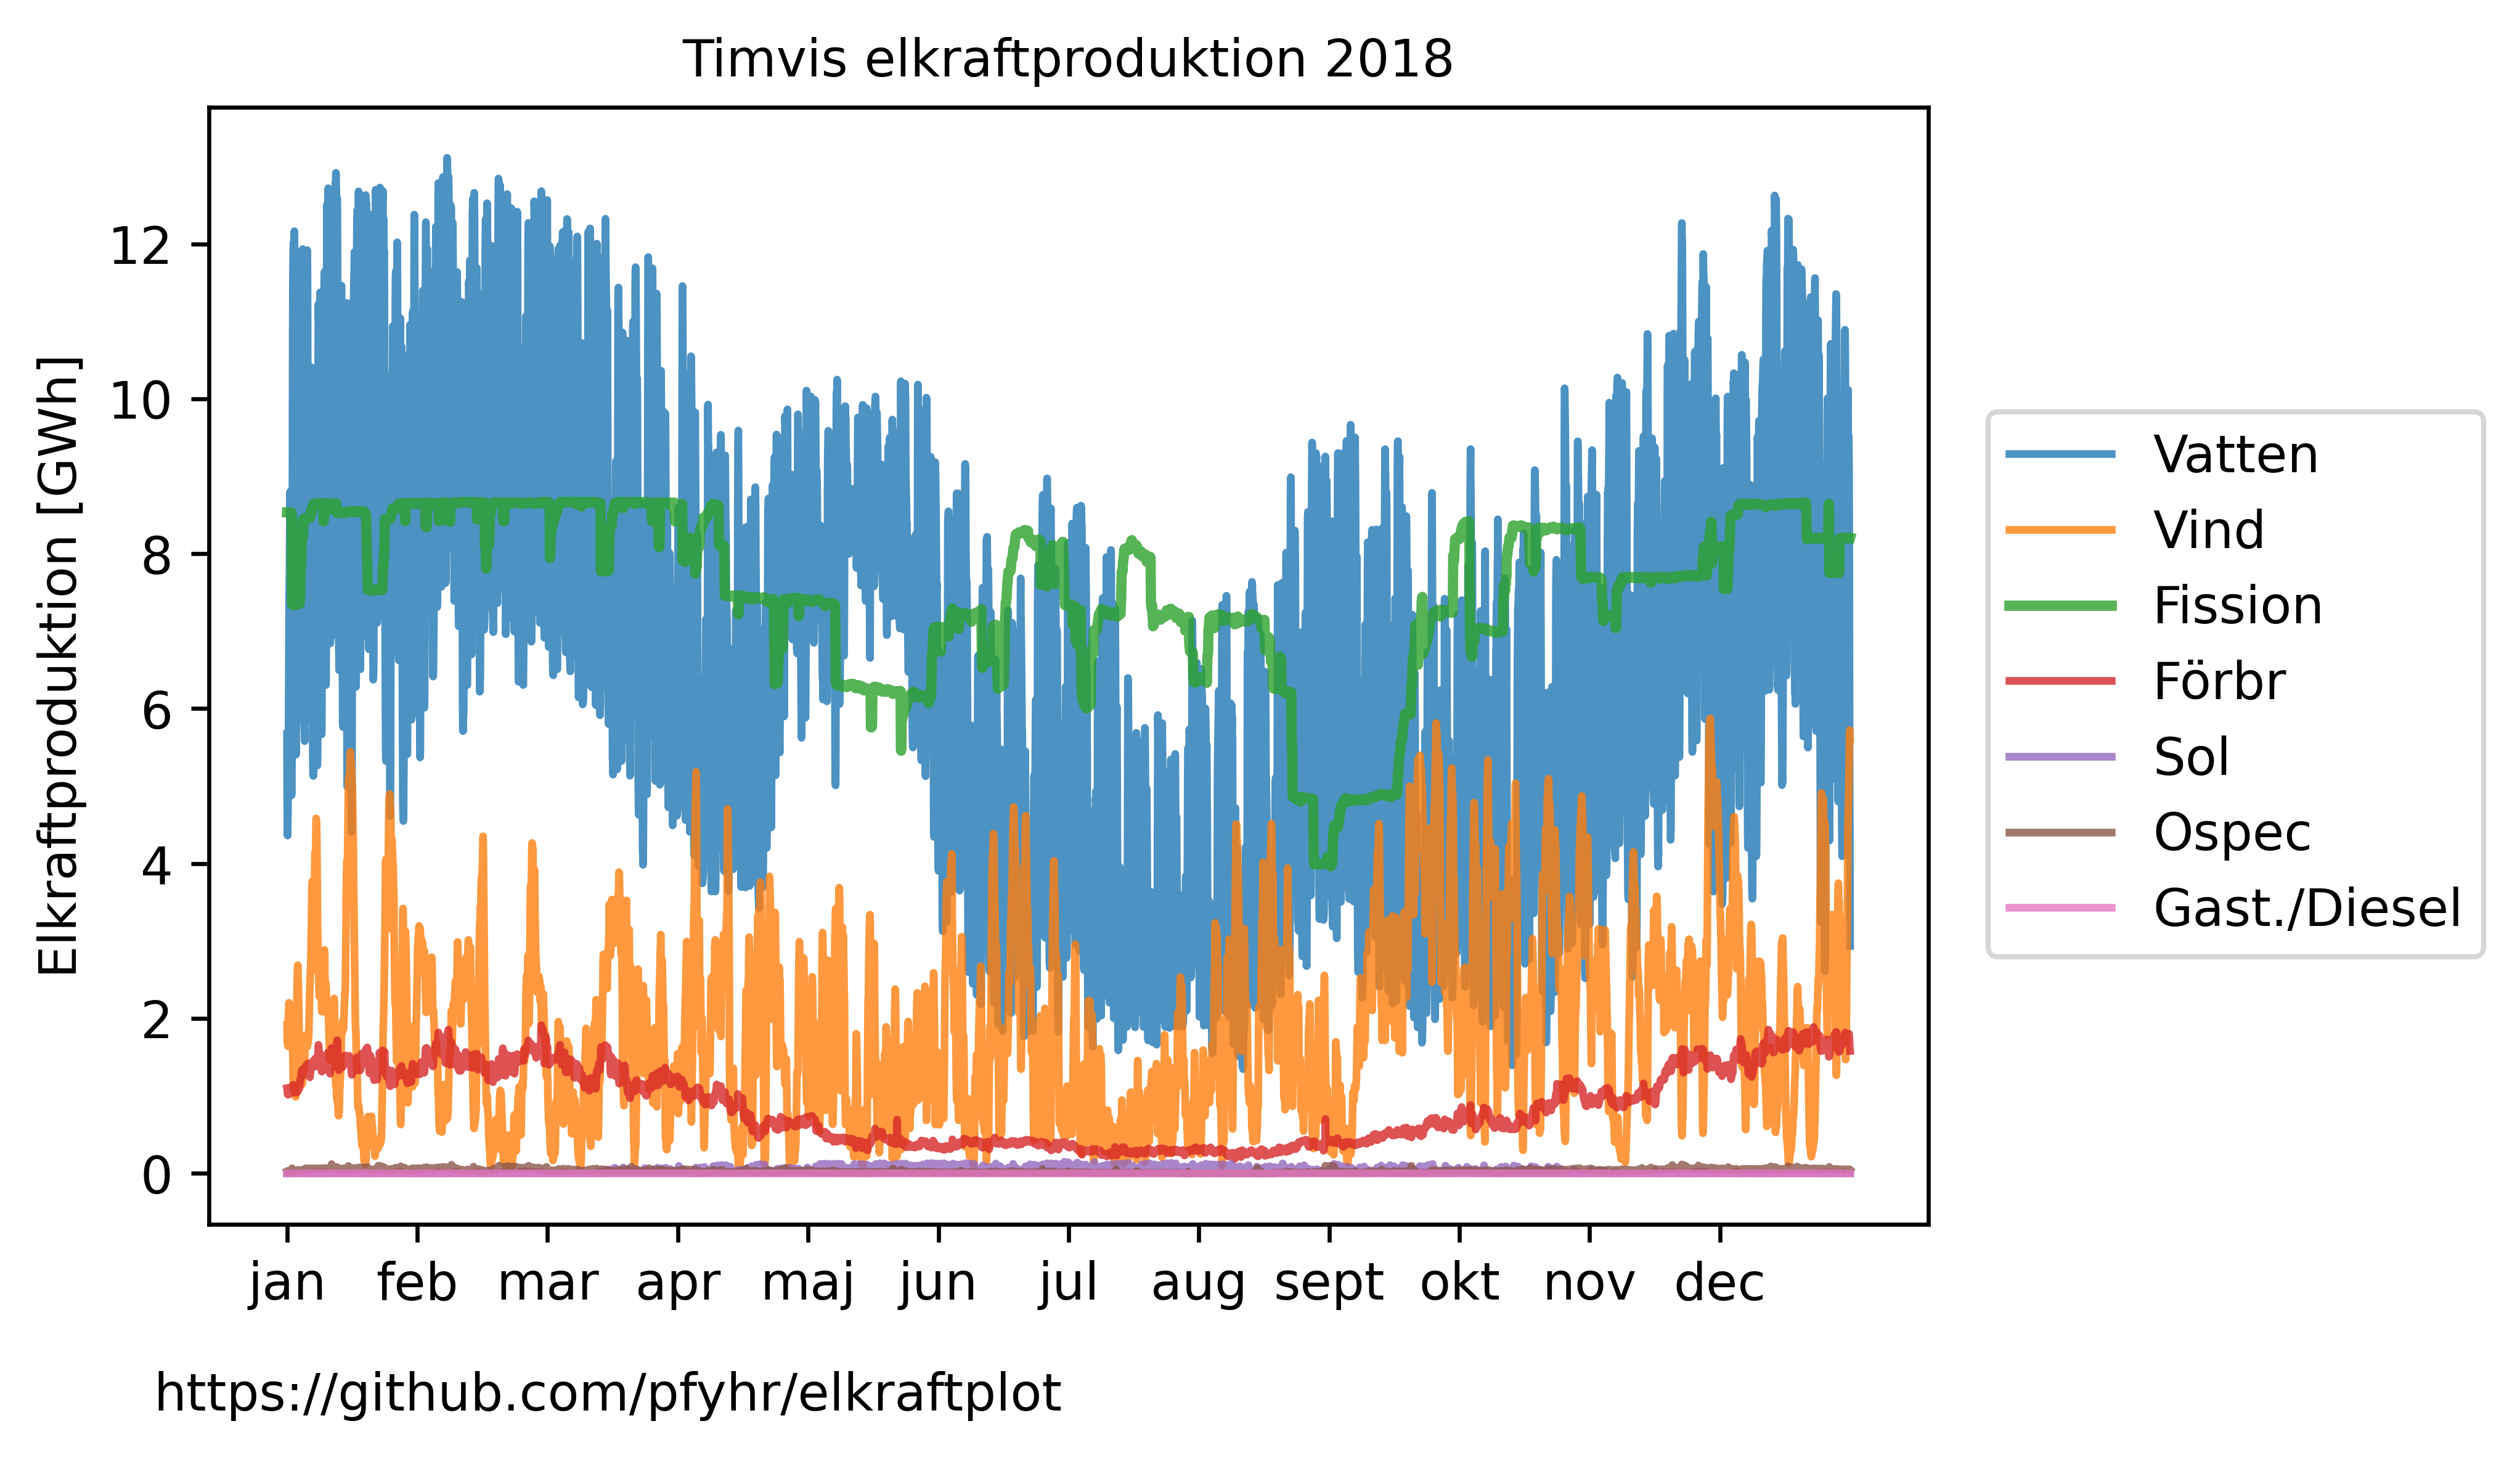 Timvis elkraftproduktion 2018
Elkraftproduktion [GWh]
12
10
8
6
4
2
0
jan feb mar apr maj jun jul aug sept okt nov dec
Vatten
Vind
Fission
Förbr
Sol
Ospec
Gast./Diesel
https://github.com/pfyhr/elkraftplot